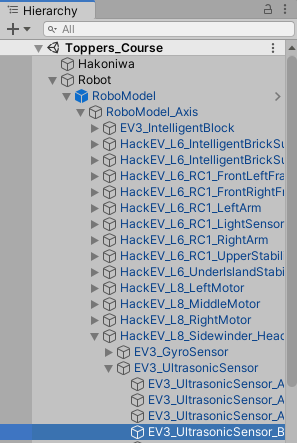 Hierarchy
All
Toppers_Course
Hakoniwa
Robot
RoboModel
RoboModel_Axis
EV3_IntelligentBlock
HackEV_L6_IntelligentBrickSu
HackEV_L6_IntelligentBrickSu
HackEV_L6_RC1_FrontLeftFra
HackEV_L6_RC1_FrontRightFr
HackEV_L6_RC1_LeftArm
HackEV_L6_RC1_LightSensor
HackEV_L6_RC1_RightArm
HackEV_L6_RC1_UpperStabil
HackEV_L6_UnderIslandStabi
HackEV_L8_LeftMotor
HackEV_L8_MiddleMotor
HackEV_L8_RightMotor
HackEV_L8_Sidewinder_Head
EV3_GyroSensor
EV3_UltrasonicSensor
EV3_UltrasonicSensor_A
EV3_UltrasonicSensor_A
EV3_UltrasonicSensor_A
EV3_UltrasonicSensor_B